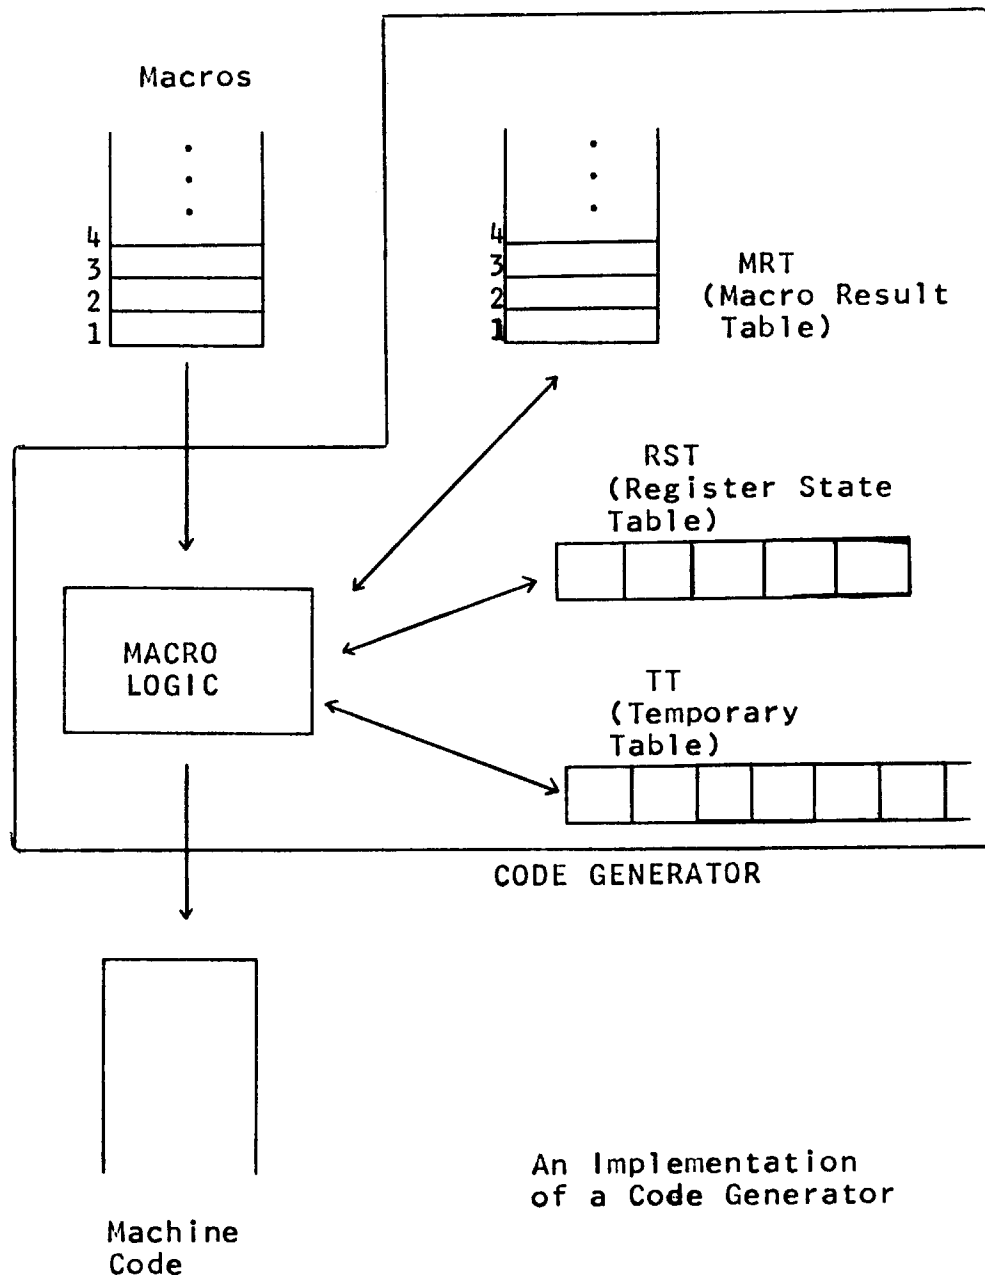 Macros
4
3
2
1
4
3
2
1
MRT
(Macro Result
Table)
RST
(Register State
Table)
MACRO
LOGIC
TT
(Temporary
Table)
CODE GENERATOR
An Implementation
of a Code Generator
Machine
Code